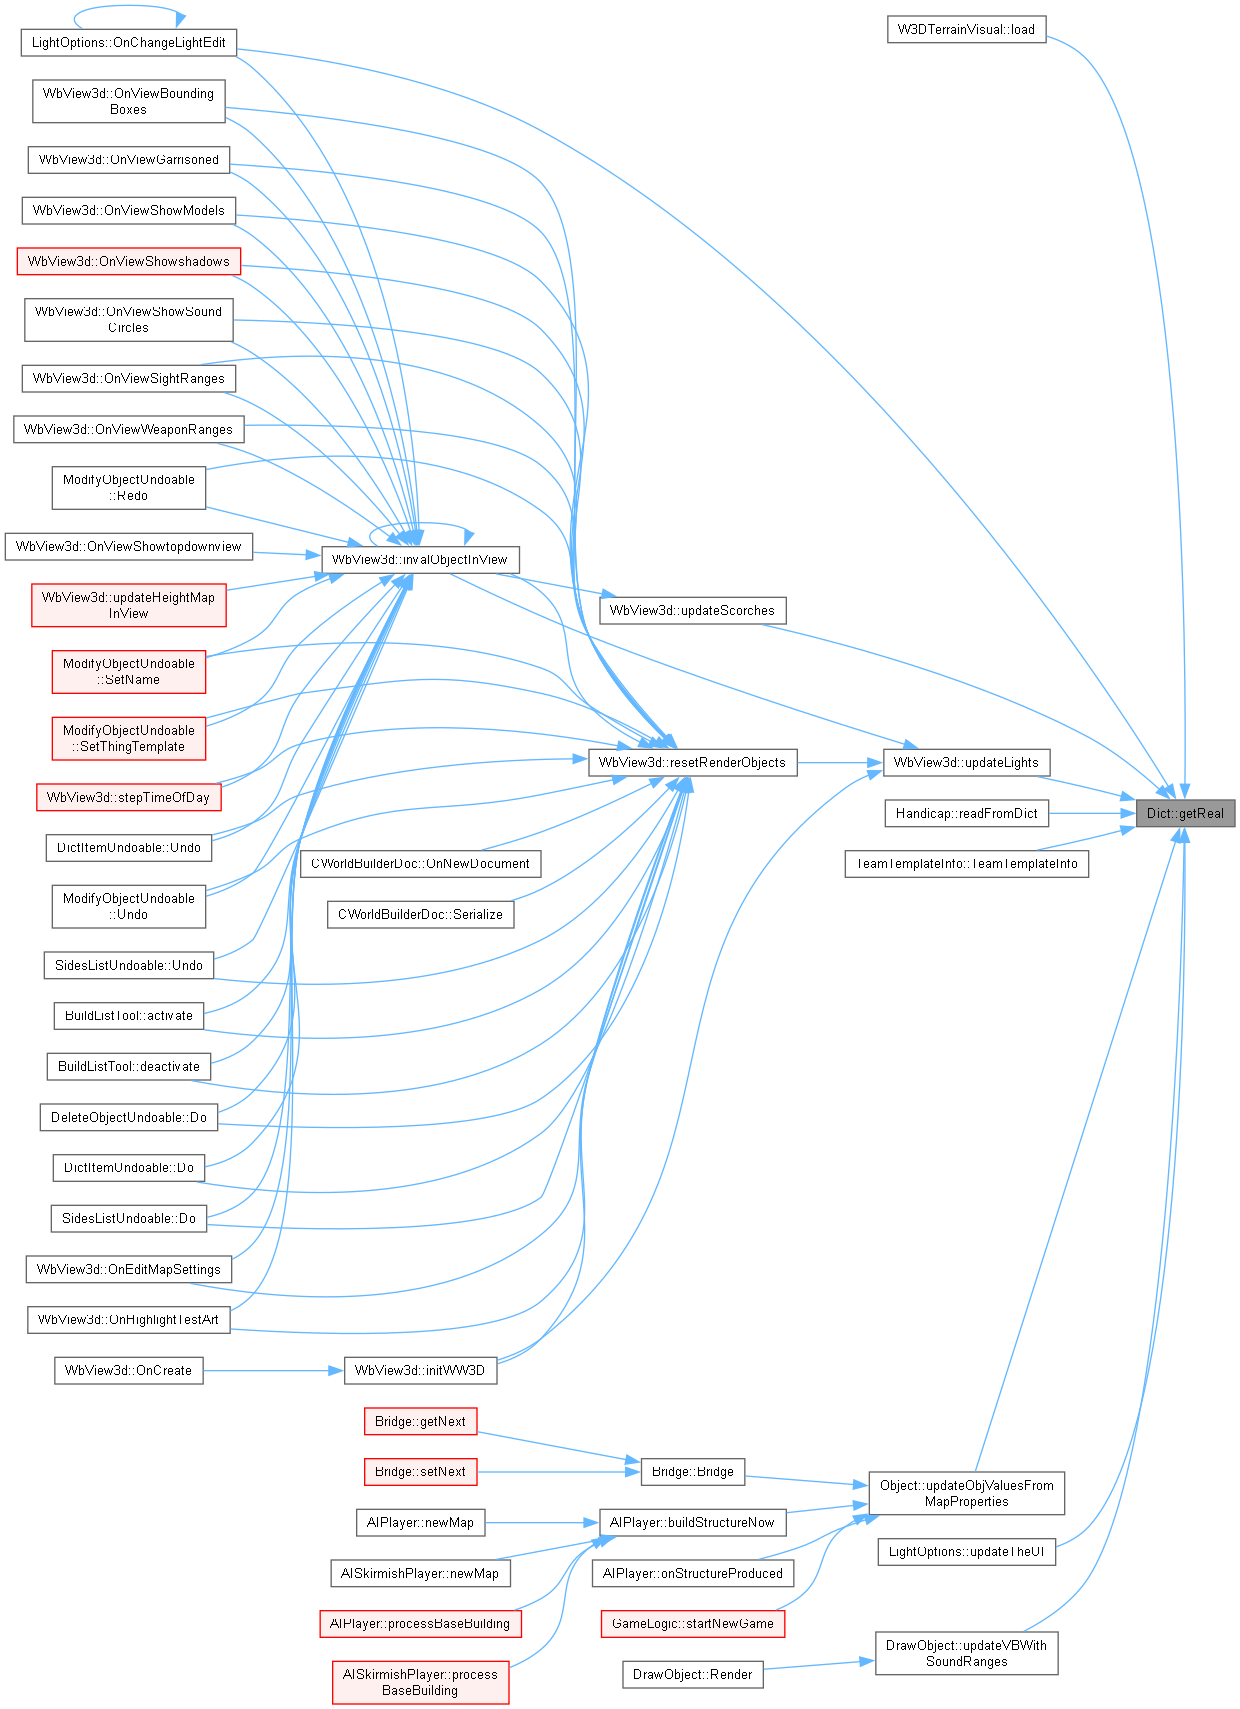 LightOptions::OnChangeLightEdit
WbView3d::OnViewBounding
Boxes
WbView3d::OnViewGarrisoned
WbView3d::OnViewShowModels
WbView3d::OnViewShowshadows
WbView3d::OnViewShowSound
Circles
WbView3d::OnViewSightRanges
WbView3d::OnViewWeaponRanges
ModifyObjectUndoable
::Redo
WbView3d::OnViewShowtopdownview
WbView3d::updateHeightMap
InView
ModifyObjectUndoable
::SetName
ModifyObjectUndoable
::SetThingTemplate
WbView3d::stepTimeOfDay
DictItemUndoable::Undo
ModifyObjectUndoable
::Undo
SidesListUndoable::Undo
BuildListTool::activate
BuildListTool::deactivate
DeleteObjectUndoable::Do
DictItemUndoable::Do
SidesListUndoable::Do
WbView3d::OnEditMapSettings
WbView3d::OnHighlightTestArt
WbView3d::OnCreate
WbView3d::invalObjectInView
CWorldBuilderDoc::OnNewDocument
CWorldBuilderDoc::Serialize
WbView3d::initWW3D
Bridge::getNext
Bridge::setNext
AIPlayer::newMap
AISkirmishPlayer::newMap
AIPlayer::processBaseBuilding
AISkirmishPlayer::process
BaseBuilding
WbView3d::updateScorches
WbView3d::resetRenderObjects
Bridge::Bridge
AIPlayer::buildStructureNow
AIPlayer::onStructureProduced
GameLogic::startNewGame
DrawObject::Render
W3DTerrainVisual::load
WbView3d::updateLights
Handicap::readFromDict
TeamTemplateInfo::TeamTemplateInfo
Object::updateObjValuesFrom
MapProperties
LightOptions::updateTheUI
DrawObject::updateVBWith
SoundRanges
Dict::getReal